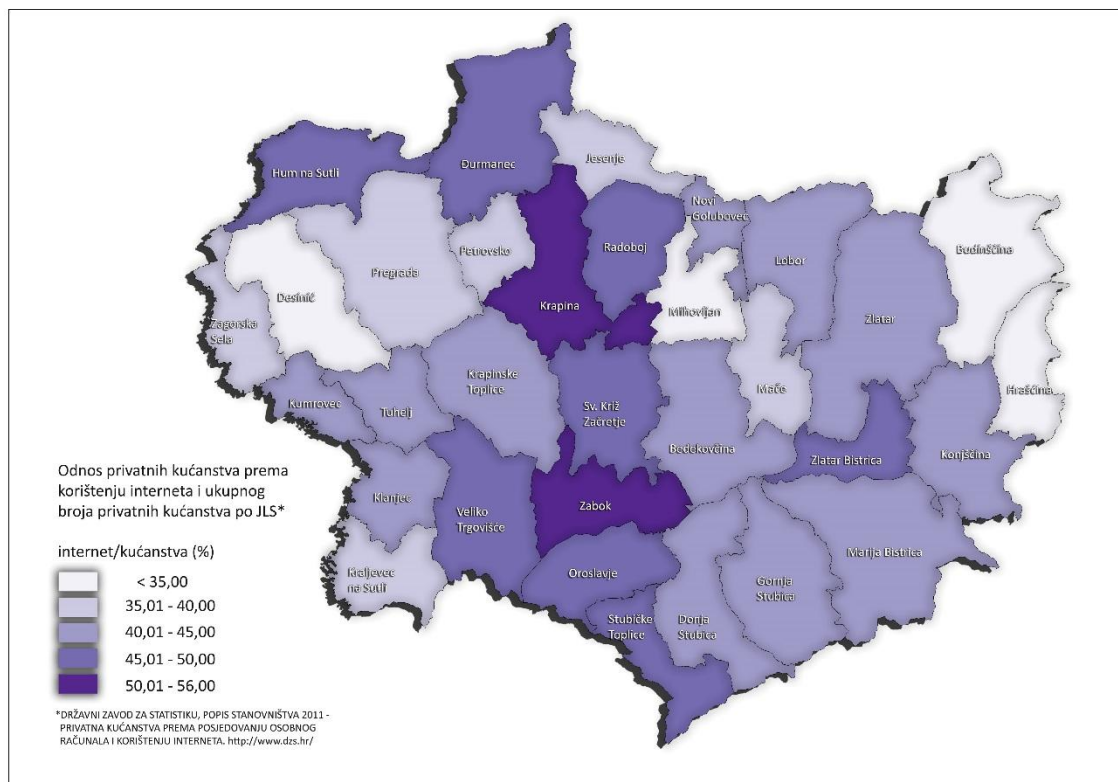 Hum na Sutli
Đurmanec
Jesenje
Novi
Golubovec
Budinščina
Petrovsko
Radoboj
Lobor
Pregrada
Desinić
Krapina
Mihovljan
Zlatar
Zagorska
Sela
Hrašćina
Krapinske
Toplice
Mače
Kumrovec
Tuhelj
Sv. Križ
Začretje
Bedekovčina
Zlatar Bistrica
Konjščina
Klanjec
Veliko
Trgovišće
Zabok
Marija Bistrica
Kraljevec
na Sutli
Oroslavje
Gornja
Stubica
Stubičke
Toplice
Donja
Stubica
Odnos privatnih kućanstva prema
korištenju interneta i ukupnog
broja privatnih kućanstva po JLS*
internet/kućanstva (%)
< 35,00
35,01 - 40,00
40,01 - 45,00
45,01 - 50,00
50,01 - 56,00
*DRŽAVNI ZAVOD ZA STATISTIKU, POPIS STANOVNIŠTVA 2011 -
PRIVATNA KUĆANSTVA PREMA POSJEDOVANJU OSOBNOG
RAČUNALA I KORIŠTENJU INTERNETA. http://www.dzs.hr/